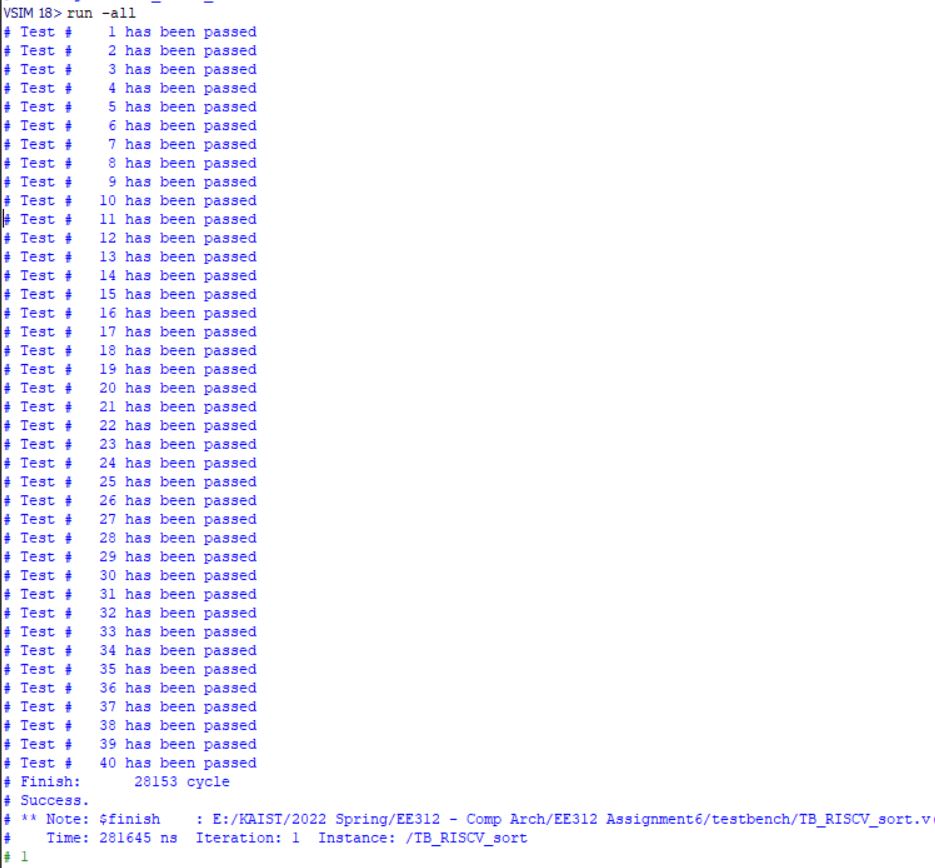 VSIM 18> run -all
# Test # 1 has been passed
# Test # 2 has been passed
# Test # 3 has been passed
# Test # 4 has been passed
# Test # 5 has been passed
# Test # 6 has been passed
# Test # 7 has been passed
# Test # 8 has been passed
# Test # 9 has been passed
# Test # 10 has been passed
# Test # 11 has been passed
# Test # 12 has been passed
# Test # 13 has been passed
# Test # 14 has been passed
# Test # 15 has been passed
# Test # 16 has been passed
# Test # 17 has been passed
# Test # 18 has been passed
# Test # 19 has been passed
# Test # 20 has been passed
# Test # 21 has been passed
# Test # 22 has been passed
# Test # 23 has been passed
# Test # 24 has been passed
# Test # 25 has been passed
# Test # 26 has been passed
# Test # 27 has been passed
# Test # 28 has been passed
# Test # 29 has been passed
# Test # 30 has been passed
# Test # 31 has been passed
# Test # 32 has been passed
# Test # 33 has been passed
# Test # 34 has been passed
# Test # 35 has been passed
# Test # 36 has been passed
# Test # 37 has been passed
# Test # 38 has been passed
# Test # 39 has been passed
# Test # 40 has been passed
# Finish: 28153 cycle
# Success.
# ** Note: $finish : E:/KAIST/2022 Spring/EE312 - Comp Arch/EE312 Assignment6/testbench/TB_RISCV_sort.v(
# Time: 281645 ns Iteration: 1 Instance: /TB_RISCV_sort
# 1